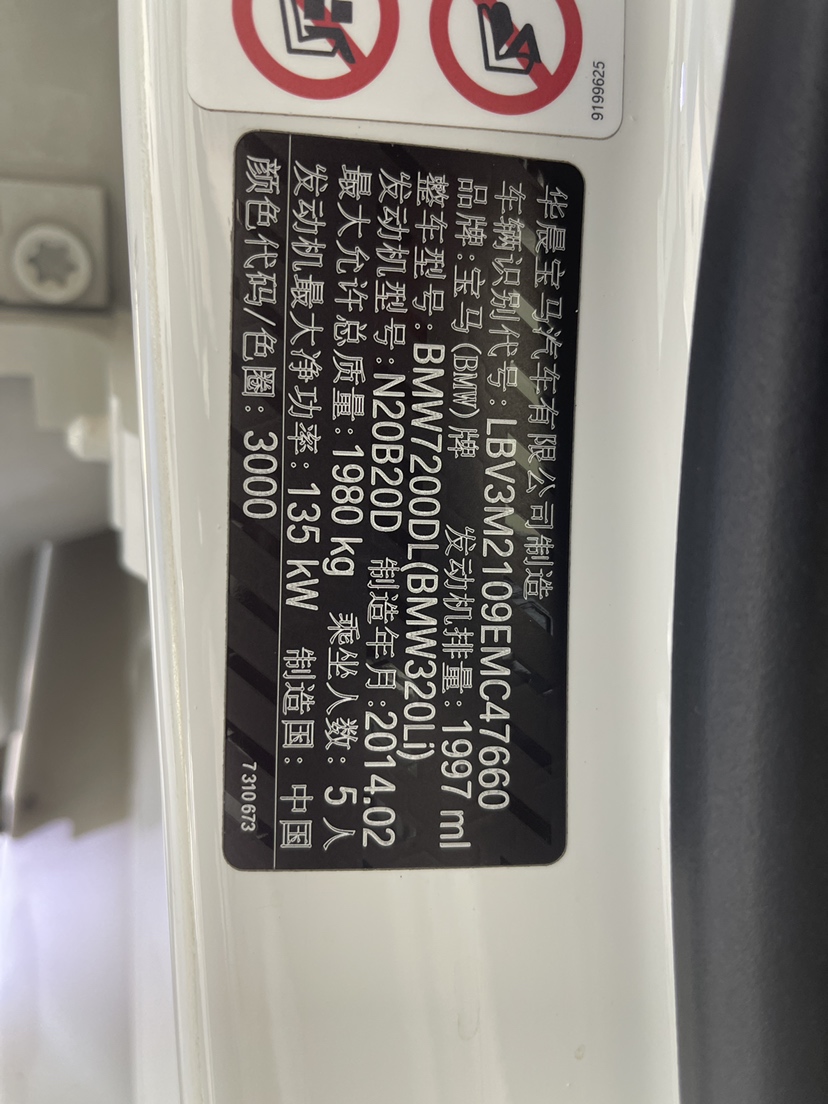 9199625
华晨宝马汽车有限公司制造
车辆识别代号:LBV3M2109EMC47660
品牌:宝马(BMW)牌 发动机排量:1997 ml
整车型号:BMW7200DL(BMW320Li)
发动机型号:N20B20D 制造年月:2014.02
最大允许总质量:1980 kg 乘坐人数:5人
发动机最大净功率:135 kW 制造国:中国
颜色代码/色圈:3000
7310673